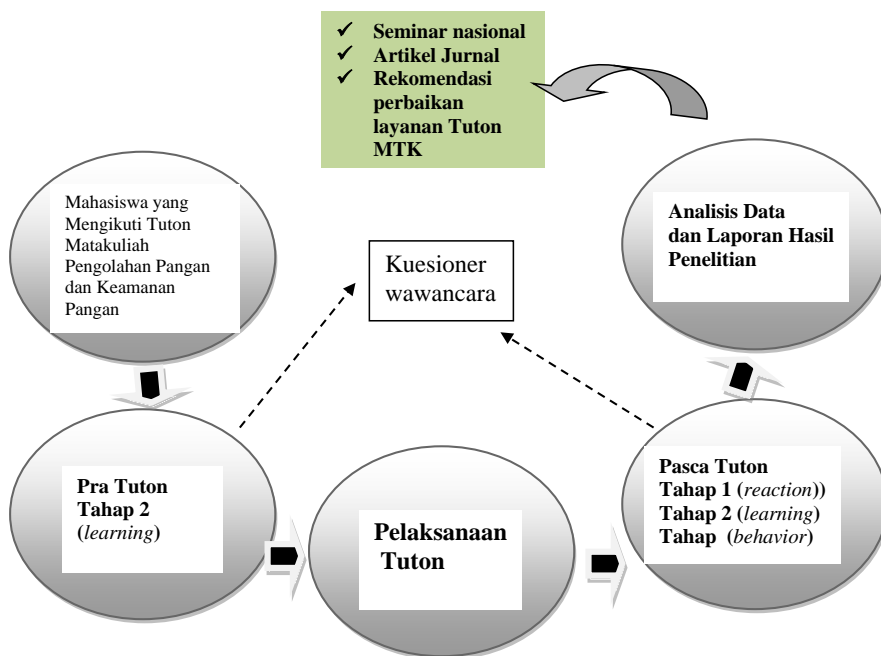 ✓ Seminar nasional
✓ Artikel Jurnal
✓ Rekomendasi
perbaikan
layanan Tuton
MTK
Mahasiswa yang
Mengikuti Tuton
Matakuliah
Pengolahan Pangan
dan Keamanan
Pangan
Kuesioner
wawancara
Analisis Data
dan Laporan Hasil
Penelitian
Pra Tuton
Tahap 2
(learning)
Pelaksanaan
Tuton
Pasca Tuton
Tahap 1 (reaction))
Tahap 2 (learning)
Tahap (behavior)